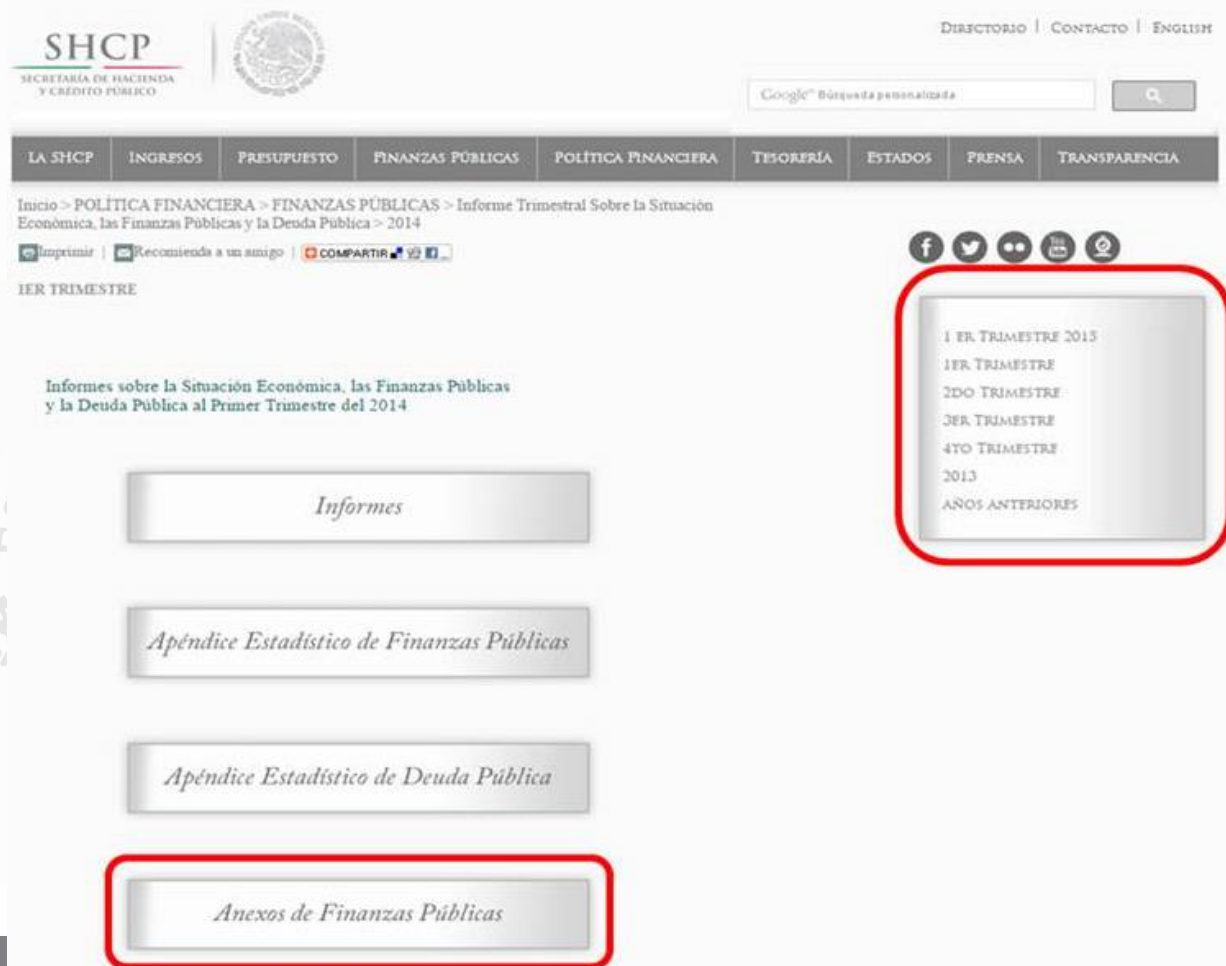 DIRECTORIO | CONTACTO | ENGLISH
SHCP
SECRETARÍA DE HACIENDA
Y CRÉDITO PÚBLICO
Google™ Búsqueda personalizada
LA SHCP INGRESOS PRESUPUESTO FINANZAS PÚBLICAS POLÍTICA FINANCIERA TESORERÍA ESTADOS PRENSA TRANSPARENCIA
Inicio > POLÍTICA FINANCIERA > FINANZAS PÚBLICAS > Informe Trimestral Sobre la Situación
Económica, las Finanzas Públicas y la Deuda Pública > 2014
Imprimir | Recomienda a un amigo | COMPARTIR
1ER TRIMESTRE
1 ER TRIMESTRE 2015
1ER TRIMESTRE
2DO TRIMESTRE
3ER TRIMESTRE
4TO TRIMESTRE
2013
AÑOS ANTERIORES
Informes sobre la Situación Económica, las Finanzas Públicas
y la Deuda Pública al Primer Trimestre del 2014
Informes
Apéndice Estadístico de Finanzas Públicas
Apéndice Estadístico de Deuda Pública
Anexos de Finanzas Públicas